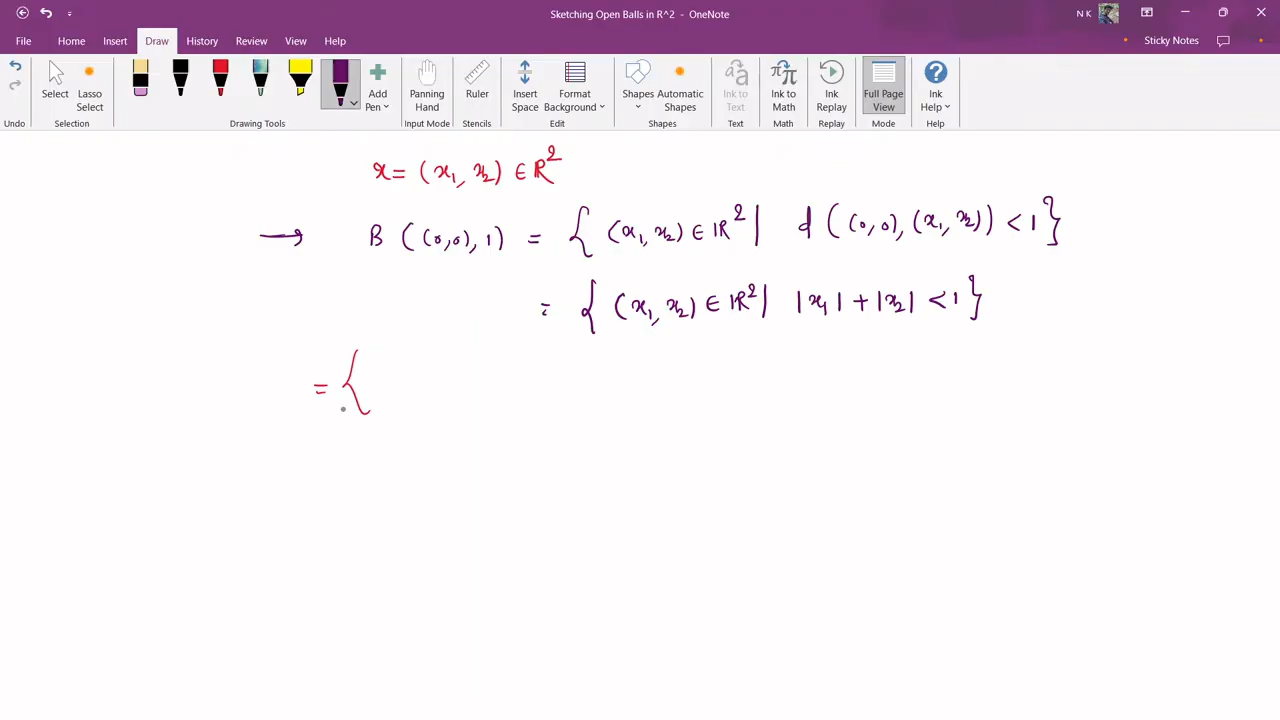 Sketching Open Balls in R^2 - OneNote
N K
File Home Insert Draw History Review View Help
Sticky Notes
Select
Lasso Select
Add Pen
Panning Hand
Ruler
Insert Space
Format Background
Shapes
Automatic Shapes
Ink to Text
Ink to Math
Ink Replay
Full Page View
Ink Help
Undo Selection Drawing Tools Input Mode Stencils Edit Shapes Text Math Replay Mode Help
x = (x₁, x₂) ∈ ℝ²
→ B ((0,0), 1) = { (x₁, x₂) ∈ ℝ² | d ((0,0), (x₁, x₂)) < 1 }
= { (x₁, x₂) ∈ ℝ² | |x₁| + |x₂| < 1 }
= {